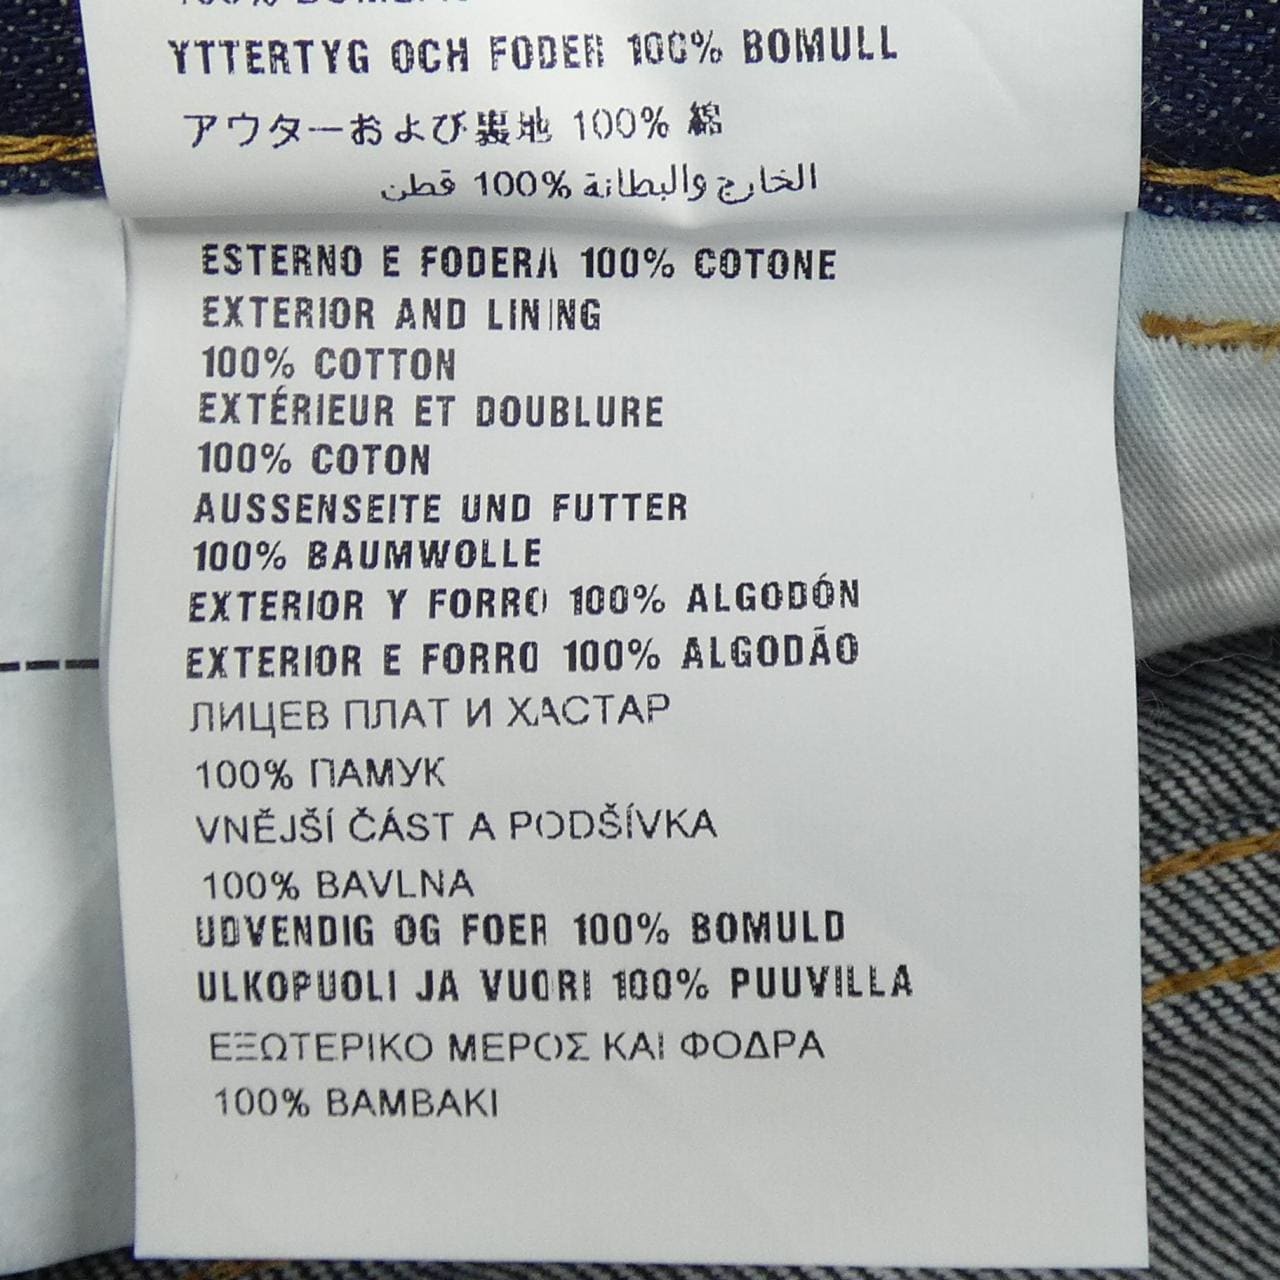 YTTERTYG OCH FODER 100% BOMULL
アウターおよび裏地 100% 綿
الخارج والبطانة %100 قطن
ESTERNO E FODERA 100% COTONE
EXTERIOR AND LINING
100% COTTON
EXTÉRIEUR ET DOUBLURE
100% COTON
AUSSENSEITE UND FUTTER
100% BAUMWOLLE
EXTERIOR Y FORRO 100% ALGODÓN
EXTERIOR E FORRO 100% ALGODÃO
ЛИЦЕВ ПЛАТ И ХАСТАР
100% ПАМУК
VNĚJŠÍ ČÁST A PODŠÍVKA
100% BAVLNA
UDVENDIG OG FOER 100% BOMULD
ULKOPUOLI JA VUORI 100% PUUVILLA
ΕΞΩΤΕΡΙΚΟ ΜΕΡΟΣ ΚΑΙ ΦΟΔΡΑ
100% ΒΑΜΒΑΚΙ